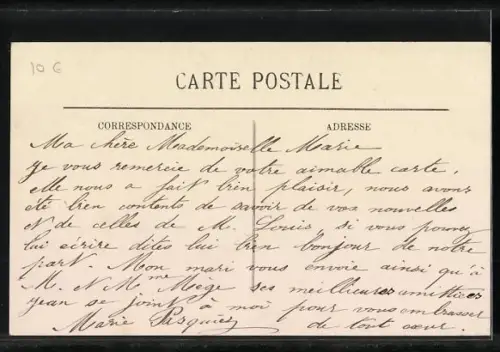 10 6
CARTE POSTALE
CORRESPONDANCE
ADRESSE
Ma chère Mademoiselle Marie
je vous remercie de votre aimable carte.
elle nous a fait bien plaisir, nous avons
été bien contents de savoir de vos nouvelles
et de celles de M. Louis, si vous pouvez
lui écrire dites lui bien bonjour de notre
part. Mon mari vous envoie ainsi qu'à
M. et Mme Mege ses meilleures amitiées
jean se joint à moi pour vous embrasser
Marie Pasquiez de tout cœur.